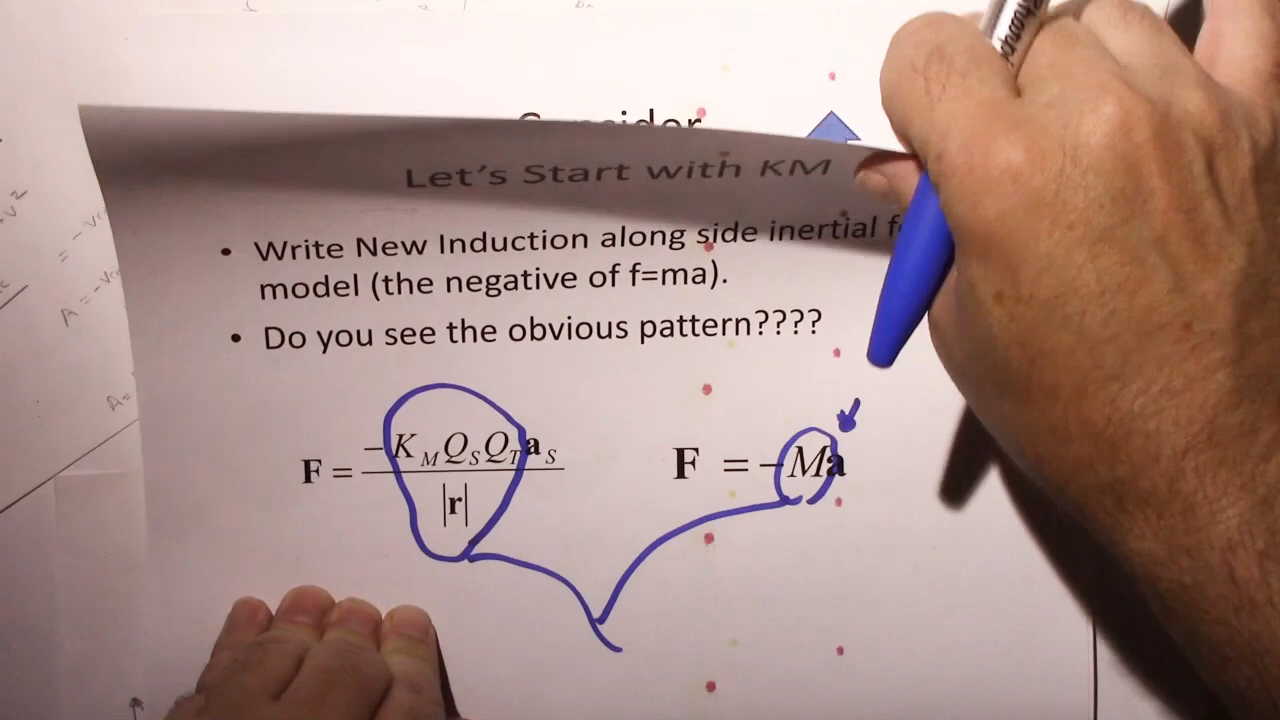 Consider
Let's Start with KM
• Write New Induction along side inertial
model (the negative of f=ma).
• Do you see the obvious pattern????
F = −K_M Q_S Q_T a_S / |r|
F = −Ma